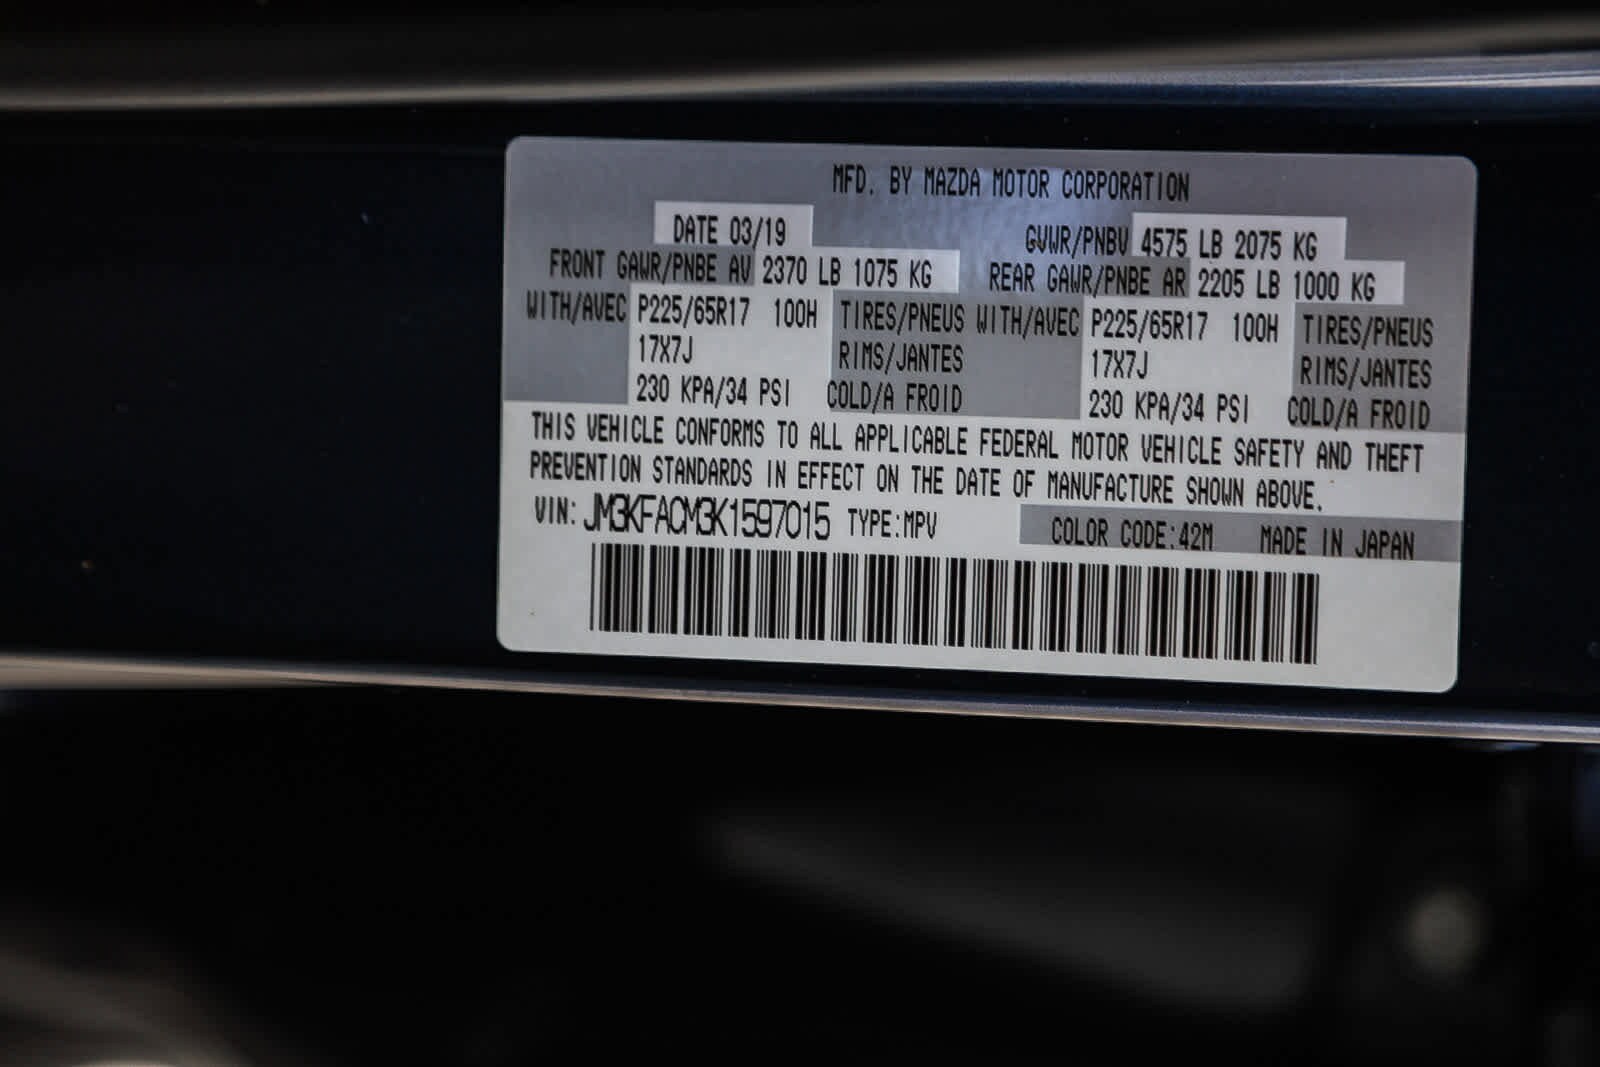 MFD. BY MAZDA MOTOR CORPORATION
DATE 03/19 GVWR/PNBV 4575 LB 2075 KG
FRONT GAWR/PNBE AV 2370 LB 1075 KG REAR GAWR/PNBE AR 2205 LB 1000 KG
WITH/AVEC P225/65R17 100H TIRES/PNEUS WITH/AVEC P225/65R17 100H TIRES/PNEUS
17X7J RIMS/JANTES 17X7J RIMS/JANTES
230 KPA/34 PSI COLD/A FROID 230 KPA/34 PSI COLD/A FROID
THIS VEHICLE CONFORMS TO ALL APPLICABLE FEDERAL MOTOR VEHICLE SAFETY AND THEFT
PREVENTION STANDARDS IN EFFECT ON THE DATE OF MANUFACTURE SHOWN ABOVE.
VIN: JM3KFACM3K1597015 TYPE:MPV COLOR CODE:42M MADE IN JAPAN